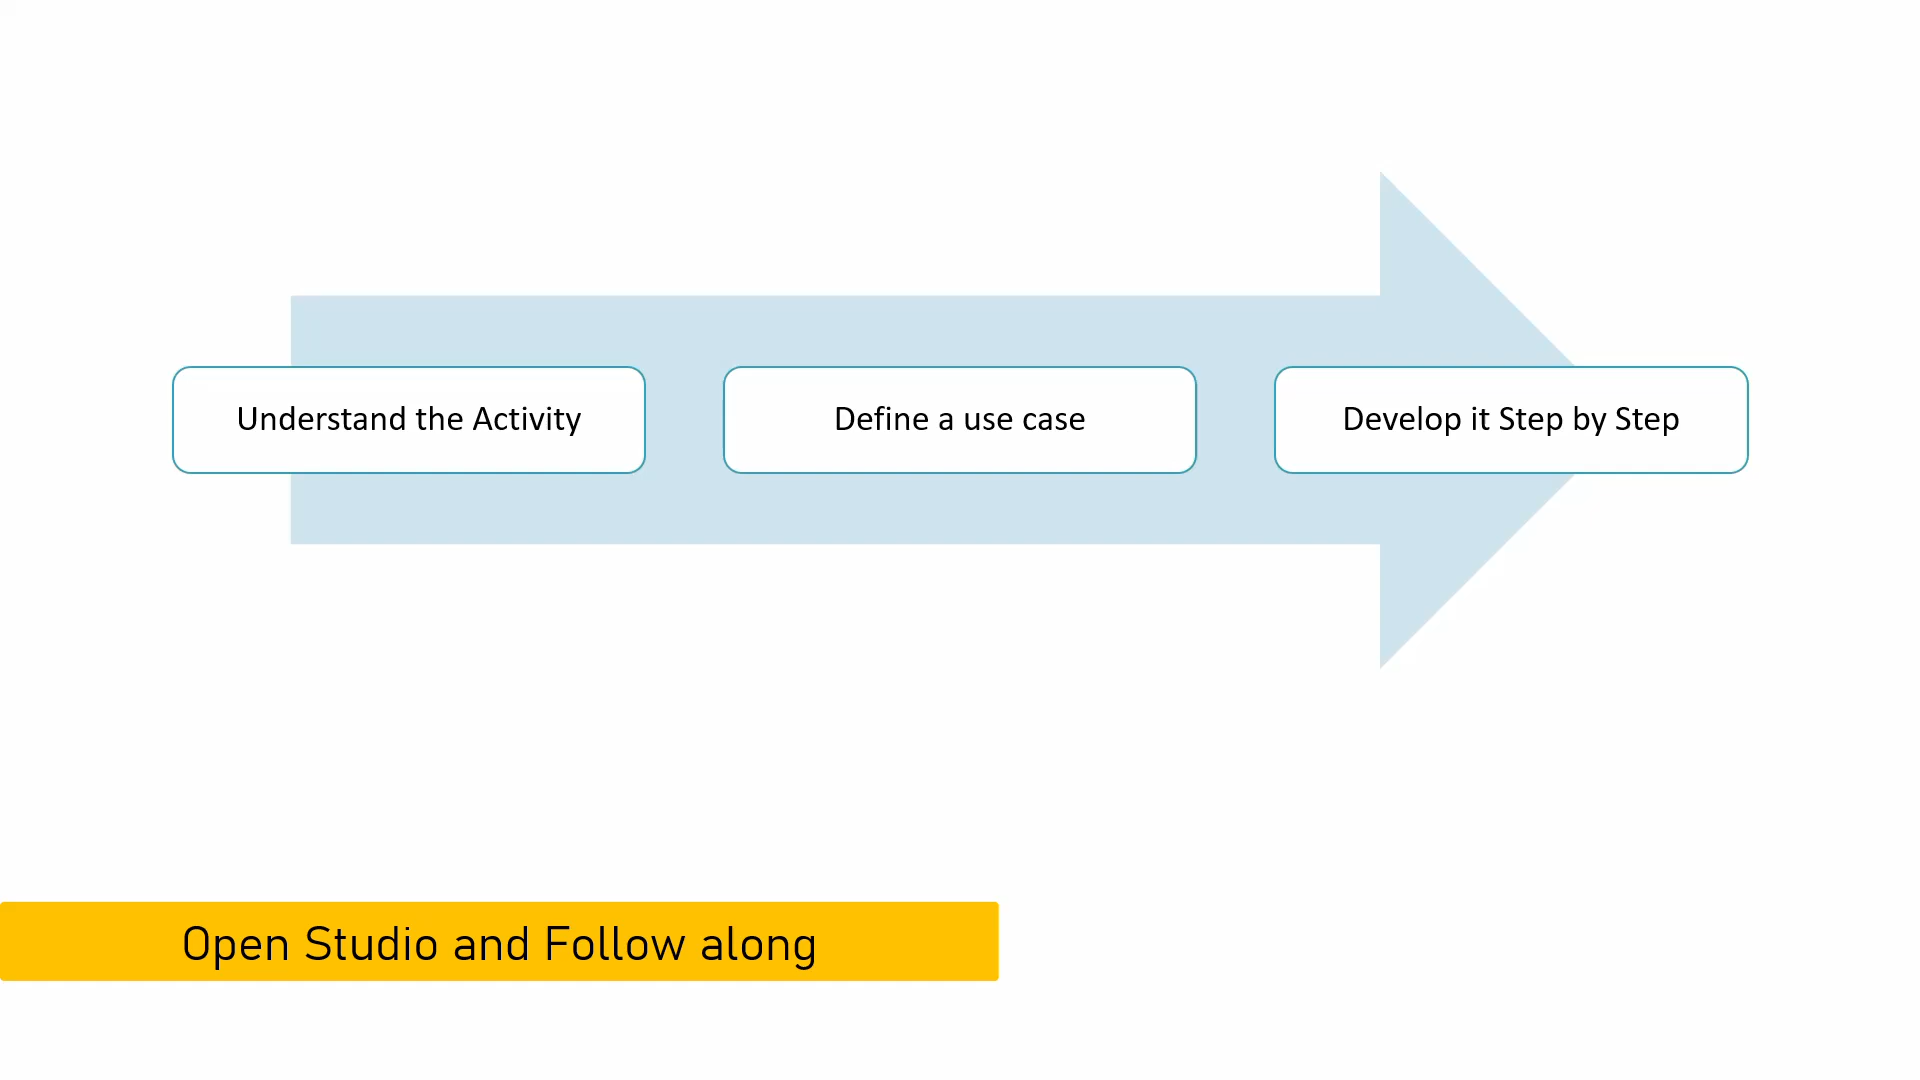 Understand the Activity
Define a use case
Develop it Step by Step
Open Studio and Follow along